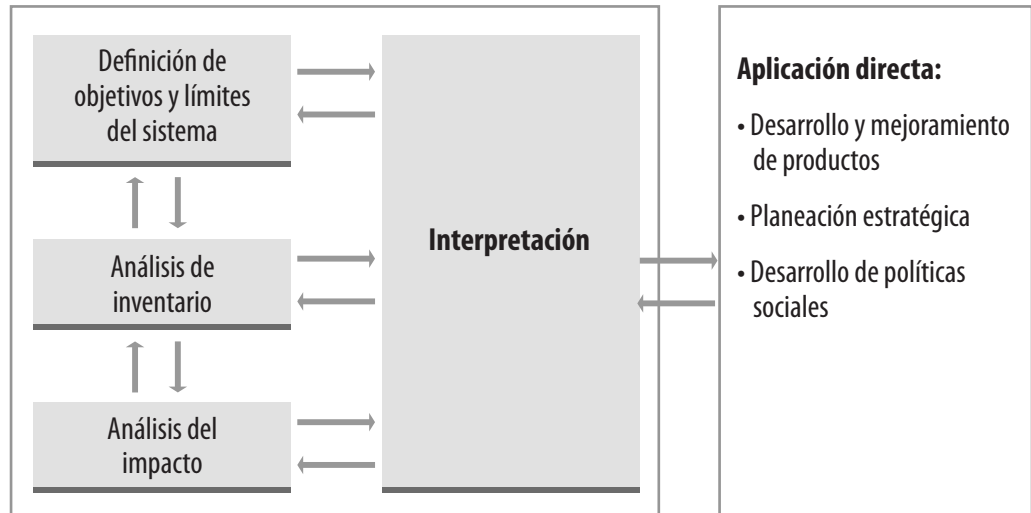 Definición de
objetivos y límites
del sistema
Análisis de
inventario
Análisis del
impacto
Interpretación
Aplicación directa:
• Desarrollo y mejoramiento
de productos
• Planeación estratégica
• Desarrollo de políticas
sociales